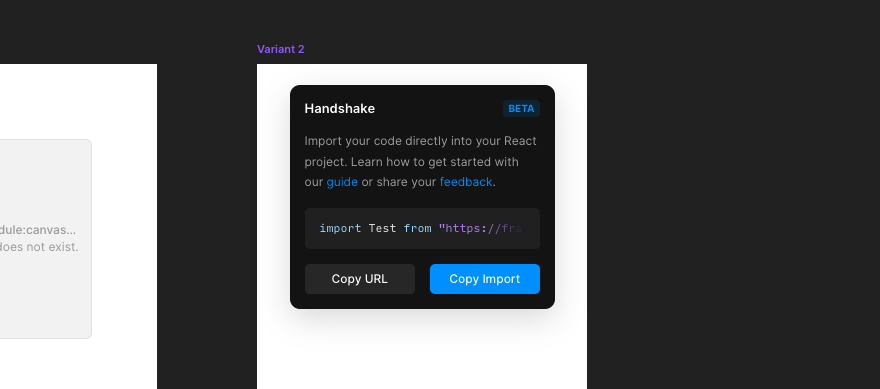 Variant 2
Handshake
BETA
Import your code directly into your React
project. Learn how to get started with
our guide or share your feedback.
import Test from "https://fra
Copy URL
Copy Import
dule:canvas...
does not exist.